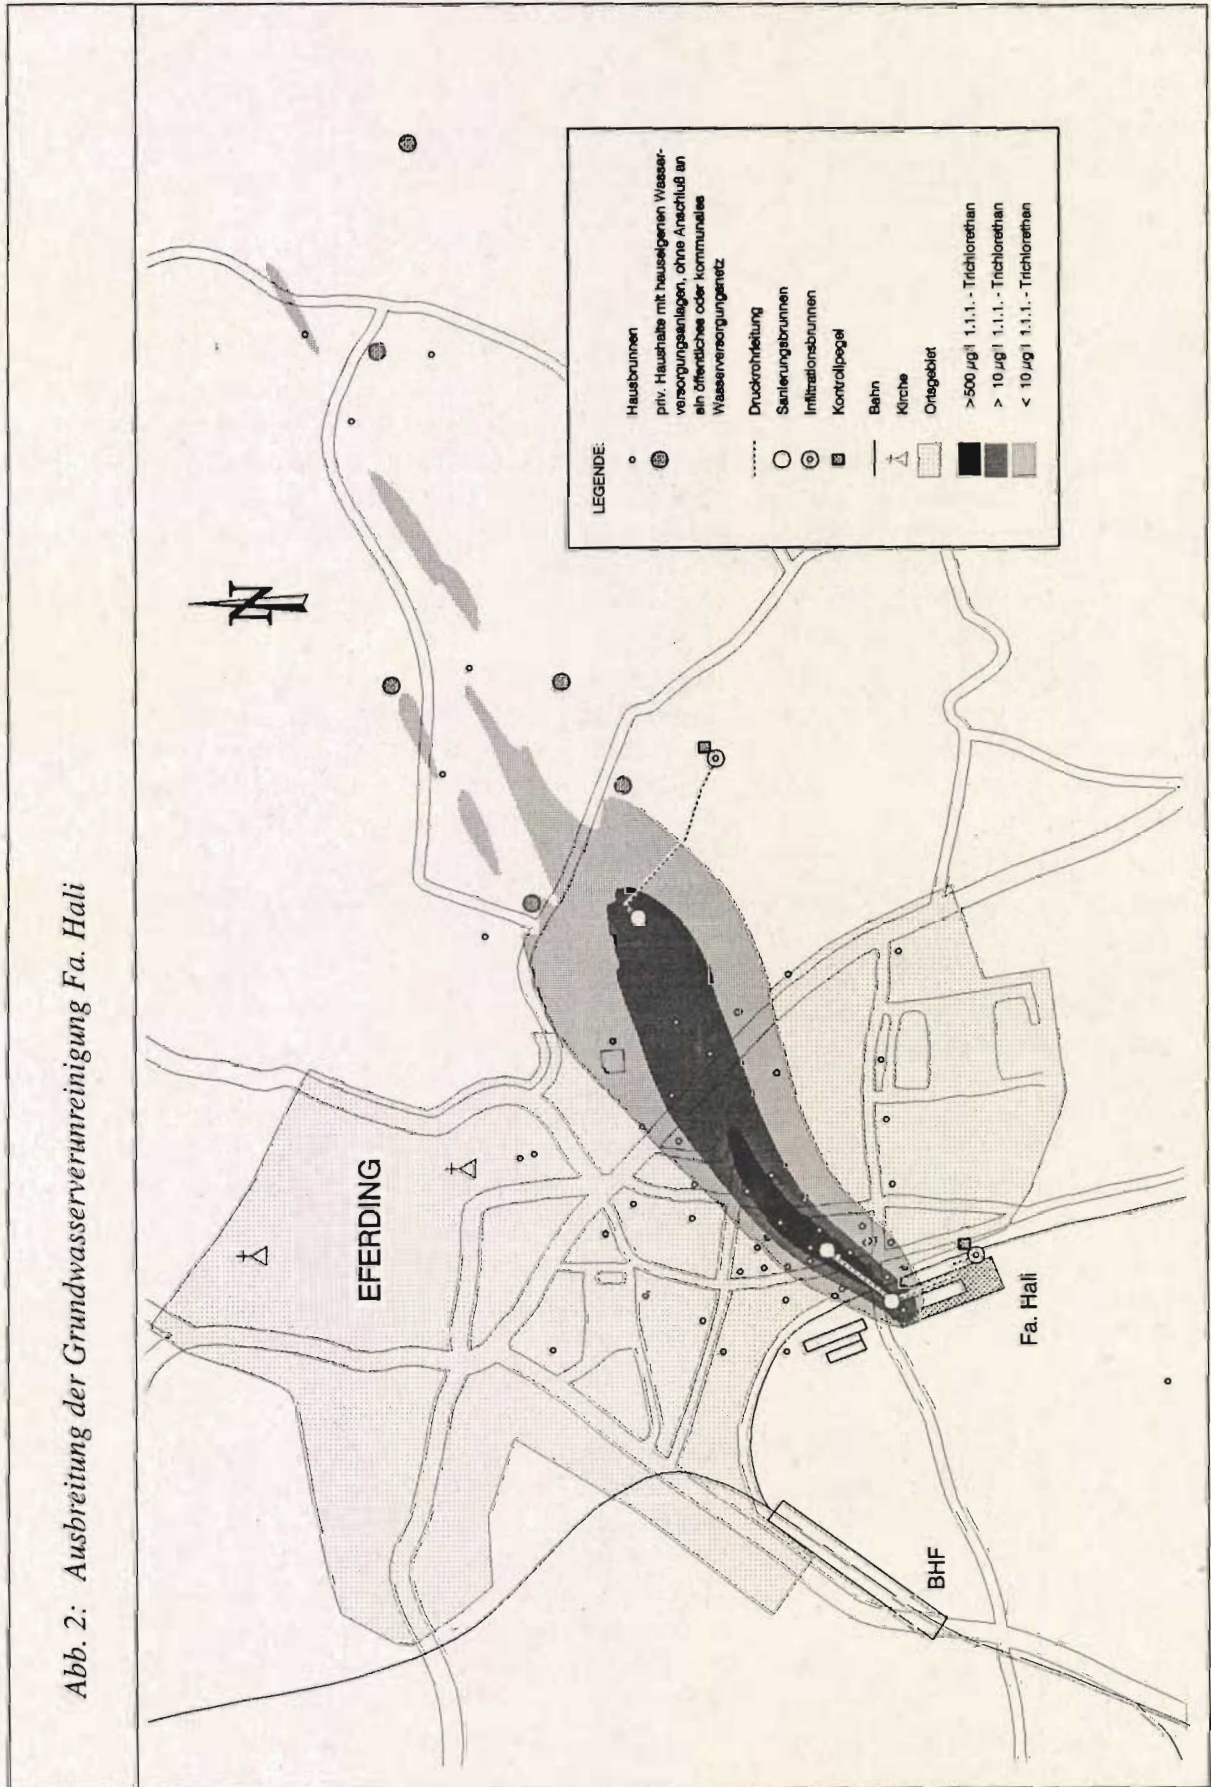 Abb. 2: Ausbreitung der Grundwasserverunreinigung Fa. Hali
EFERDING
N
BHF
Fa. Hali
LEGENDE:
Hausbrunnen
priv. Haushalte mit hauseigenen Wasser-
versorgungsanlagen, ohne Anschluß an
ein öffentliches oder kommunales
Wasserversorgungsnetz
Druckrohrleitung
Sanierungsbrunnen
Infiltrationsbrunnen
Kontrollpegel
Bahn
Kirche
Ortsgebiet
>500 µg/l 1.1.1. - Trichlorethan
> 10 µg/l 1.1.1. - Trichlorethan
< 10 µg/l 1.1.1. - Trichlorethan